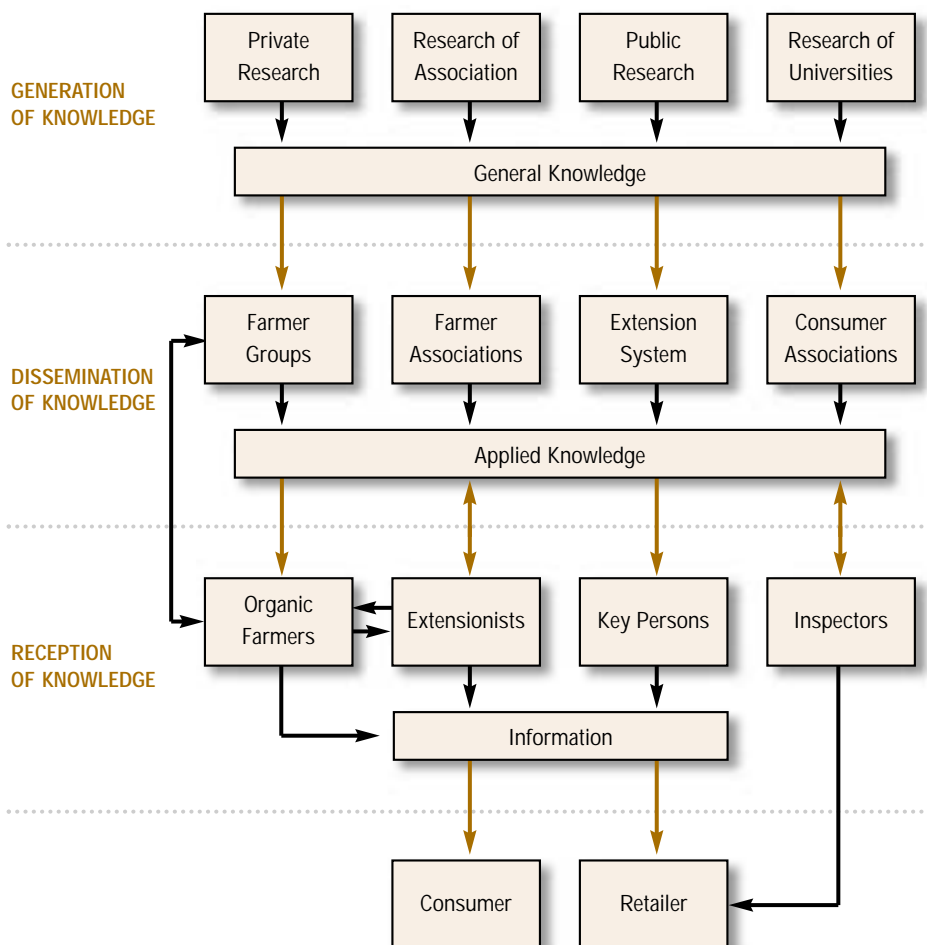 Private
Research
Research of
Association
Public
Research
Research of
Universities
GENERATION
OF KNOWLEDGE
General Knowledge
Farmer
Groups
Farmer
Associations
Extension
System
Consumer
Associations
DISSEMINATION
OF KNOWLEDGE
Applied Knowledge
Organic
Farmers
Extensionists
Key Persons
Inspectors
RECEPTION
OF KNOWLEDGE
Information
Consumer
Retailer